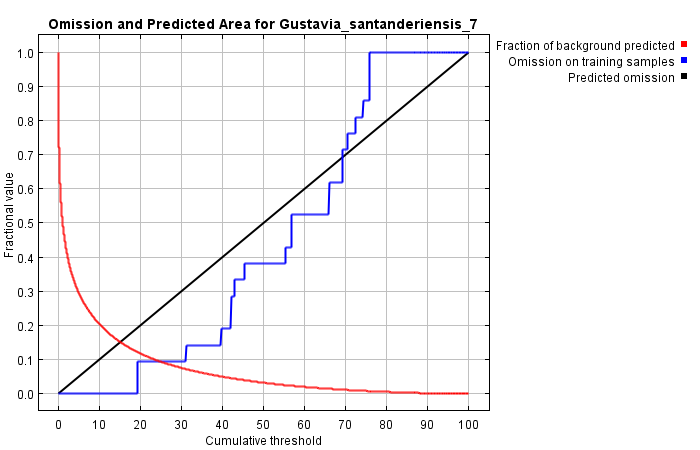 Omission and Predicted Area for Gustavia_santanderiensis_7
Fraction of background predicted
Omission on training samples
Predicted omission
Fractional value
1.0
0.9
0.8
0.7
0.6
0.5
0.4
0.3
0.2
0.1
0.0
0 10 20 30 40 50 60 70 80 90 100
Cumulative threshold